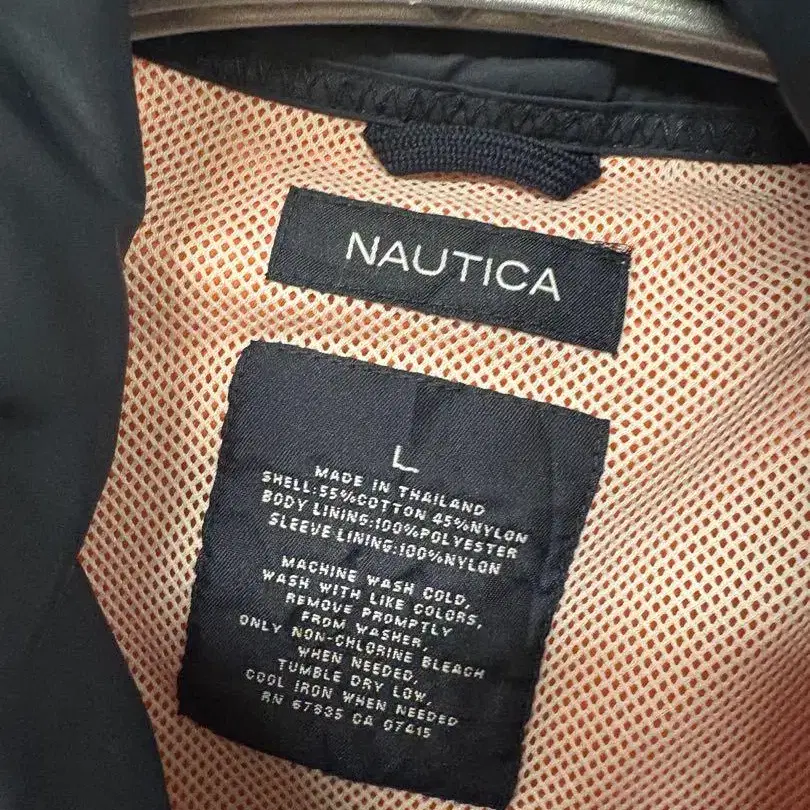 NAUTICA
L
MADE IN THAILAND
SHELL:55%COTTON 45%NYLON
BODY LINING:100%POLYESTER
SLEEVE LINING:100%NYLON
MACHINE WASH COLD,
WASH WITH LIKE COLORS,
REMOVE PROMPTLY
FROM WASHER,
ONLY NON-CHLORINE BLEACH
WHEN NEEDED,
TUMBLE DRY LOW,
COOL IRON WHEN NEEDED
RN 67835 CA 07415